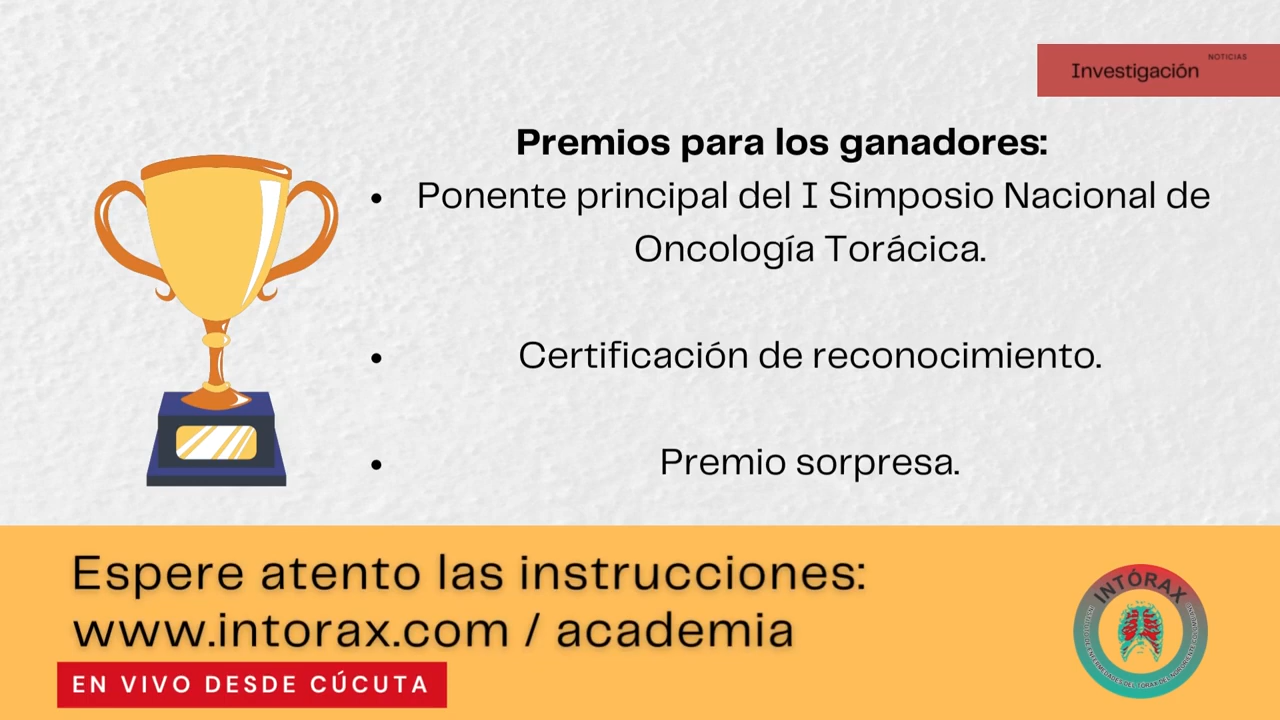 NOTICIAS
Investigación
Premios para los ganadores:
• Ponente principal del I Simposio Nacional de
Oncología Torácica.
• Certificación de reconocimiento.
• Premio sorpresa.
Espere atento las instrucciones:
www.intorax.com / academia
EN VIVO DESDE CÚCUTA
INTÓRAX